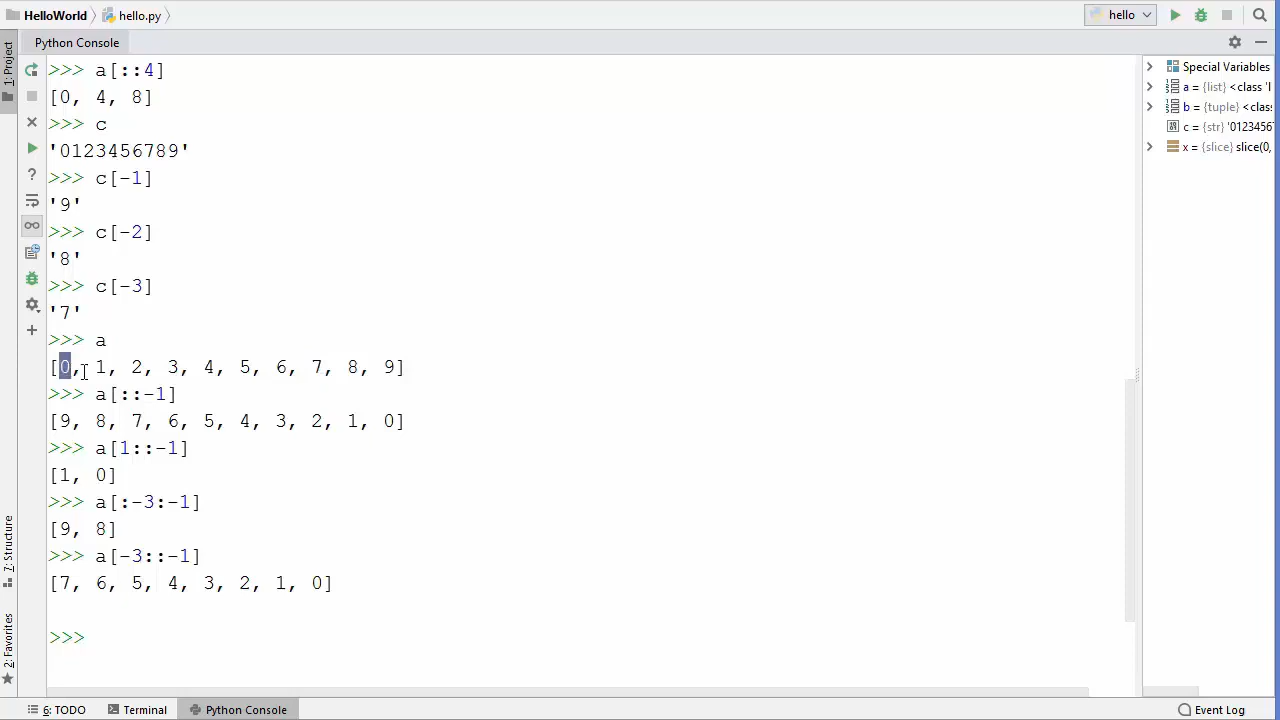 HelloWorld hello.py hello
Python Console
1: Project
>>> a[::4]
[0, 4, 8]
>>> c
'0123456789'
>>> c[-1]
'9'
>>> c[-2]
'8'
>>> c[-3]
'7'
>>> a
[0, 1, 2, 3, 4, 5, 6, 7, 8, 9]
>>> a[::-1]
[9, 8, 7, 6, 5, 4, 3, 2, 1, 0]
>>> a[1::-1]
[1, 0]
>>> a[:-3:-1]
[9, 8]
>>> a[-3::-1]
[7, 6, 5, 4, 3, 2, 1, 0]
>>>
Special Variables
a = {list} <class 'l
b = {tuple} <clas
c = {str} '0123456
x = {slice} slice(0,
7: Structure
2: Favorites
6: TODO Terminal Python Console Event Log